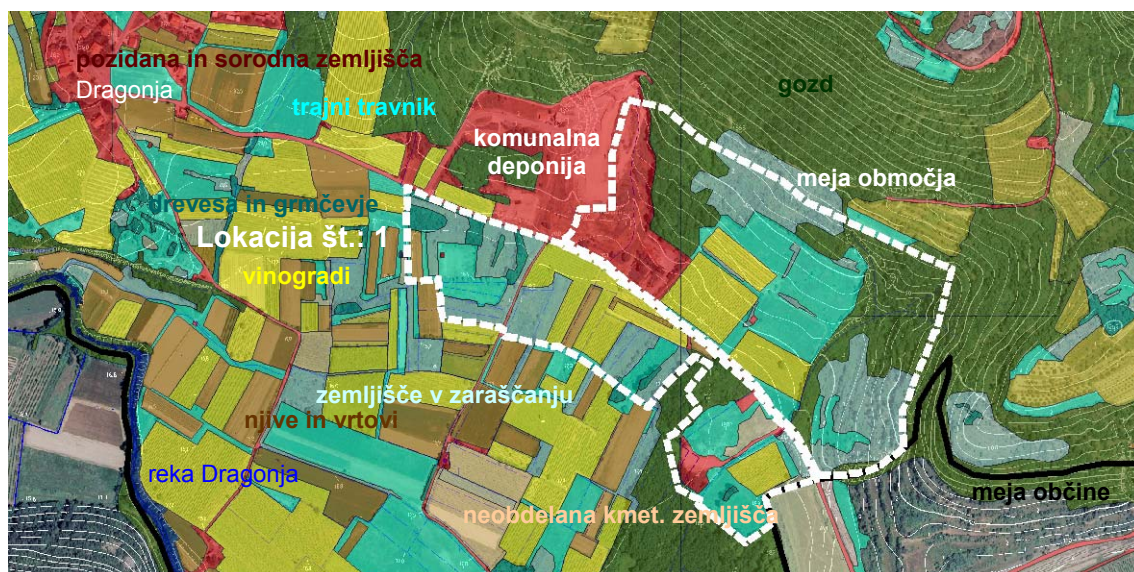 pozidana in sorodna zemljišča
Dragonja
trajni travnik
gozd
komunalna
deponija
meja območja
drevesa in grmčevje
Lokacija št.: 1
vinogradi
zemljišče v zaraščanju
njive in vrtovi
reka Dragonja
meja občine
neobdelana kmet. zemljišča